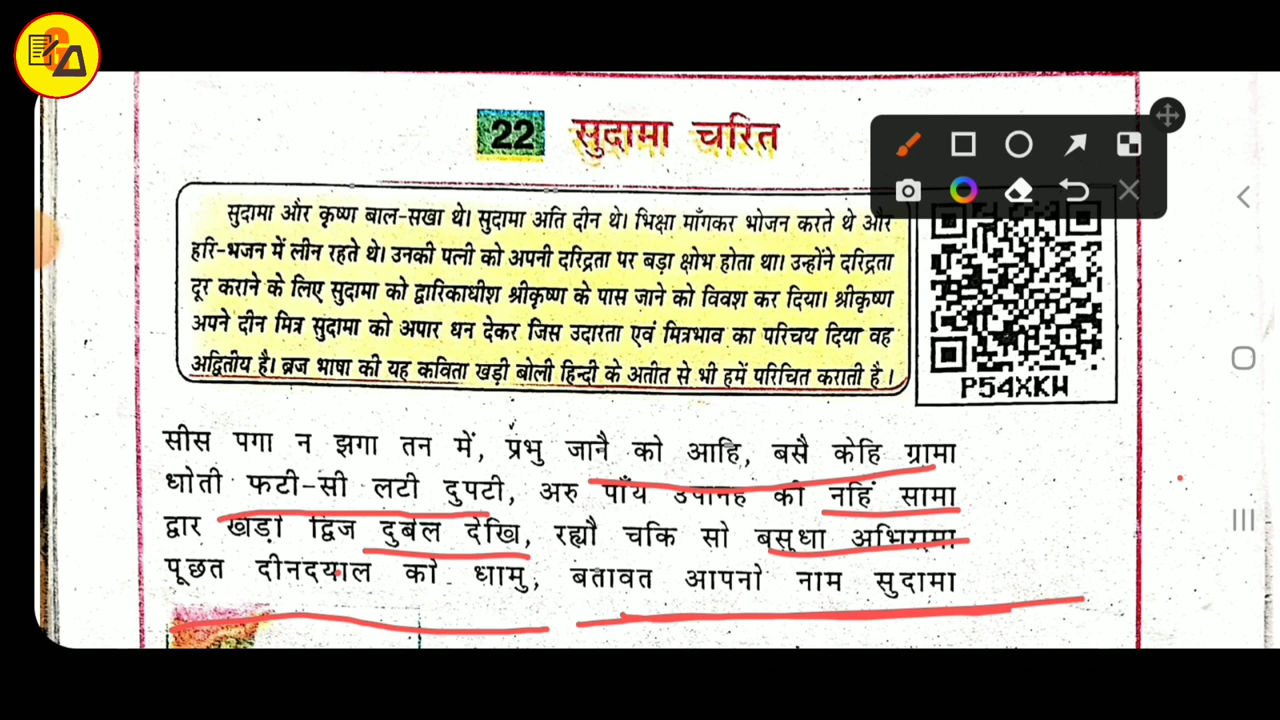 22 सुदामा चरित
सुदामा और कृष्ण बाल-सखा थे। सुदामा अति दीन थे। भिक्षा माँगकर भोजन करते थे और
हरि-भजन में लीन रहते थे। उनकी पत्नी को अपनी दरिद्रता पर बड़ा क्षोभ होता था। उन्होंने दरिद्रता
दूर कराने के लिए सुदामा को द्वारिकाधीश श्रीकृष्ण के पास जाने को विवश कर दिया। श्रीकृष्ण
अपने दीन मित्र सुदामा को अपार धन देकर जिस उदारता एवं मित्रभाव का परिचय दिया वह
अद्वितीय है। ब्रज भाषा की यह कविता खड़ी बोली हिन्दी के अतीत से भी हमें परिचित कराती है।
P54XKW
सीस पगा न झगा तन में, प्रभु जानै को आहि, बसै केहि ग्रामा
धोती फटी-सी लटी दुपटी, अरु पाँय उपानह की नहिं सामा
द्वार खड़ो द्विज दुर्बल देखि, रह्यौ चकि सो बसुधा अभिरामा
पूछत दीनदयाल को धामु, बतावत आपनो नाम सुदामा